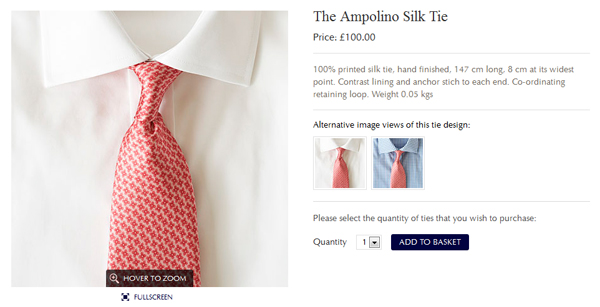 The Ampolino Silk Tie
Price: £100.00
100% printed silk tie, hand finished, 147 cm long, 8 cm at its widest
point. Contrast lining and anchor stich to each end. Co-ordinating
retaining loop. Weight 0.05 kgs
Alternative image views of this tie design:
Please select the quantity of ties that you wish to purchase:
Quantity 1 ADD TO BASKET
HOVER TO ZOOM
FULLSCREEN